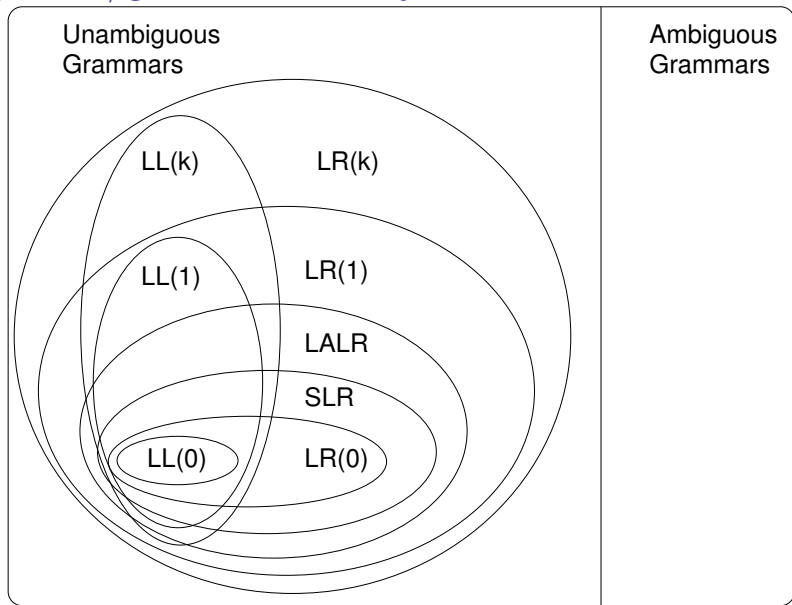 Unambiguous
Grammars
Ambiguous
Grammars
LL(k)
LR(k)
LL(1)
LR(1)
LALR
SLR
LL(0)
LR(0)